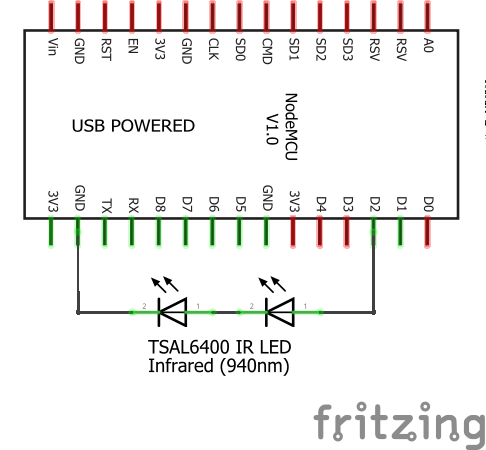 Vin GND RST EN 3V3 GND CLK SD0 CMD SD1 SD2 SD3 RSV RSV A0
USB POWERED
NodeMCU
V1.0
3V3 GND TX RX D8 D7 D6 D5 GND 3V3 D4 D3 D2 D1 D0
2 1 2 1
TSAL6400 IR LED
Infrared (940nm)
fritzing